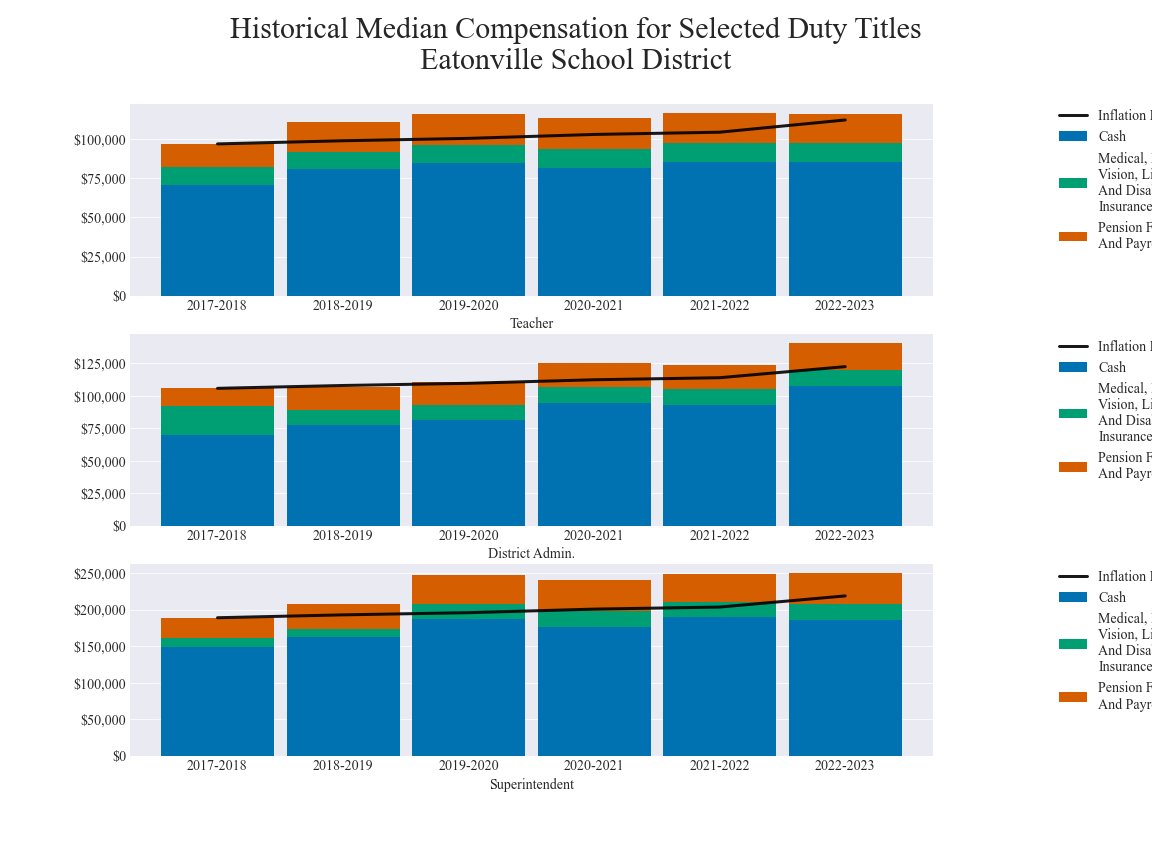 Historical Median Compensation for Selected Duty Titles
Eatonville School District
$100,000
$75,000
$50,000
$25,000
$0
2017-2018 2018-2019 2019-2020 2020-2021 2021-2022 2022-2023
Teacher
Inflation
Cash
Medical,
Vision,
And
Insurance
Pension
And
$125,000
$100,000
$75,000
$50,000
$25,000
$0
2017-2018 2018-2019 2019-2020 2020-2021 2021-2022 2022-2023
District Admin.
Inflation
Cash
Medical,
Vision,
And
Insurance
Pension
And
$250,000
$200,000
$150,000
$100,000
$50,000
$0
2017-2018 2018-2019 2019-2020 2020-2021 2021-2022 2022-2023
Superintendent
Inflation
Cash
Medical,
Vision,
And
Insurance
Pension
And